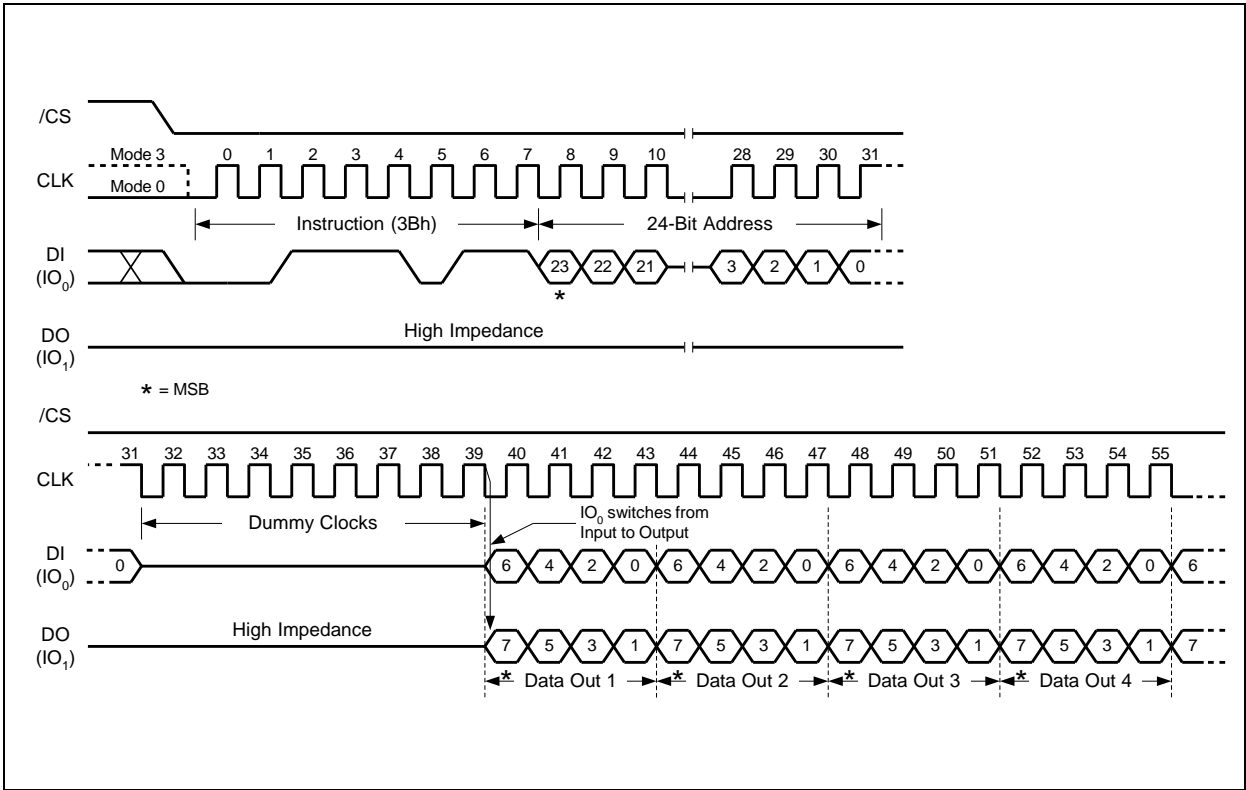 /CS
Mode 3 0 1 2 3 4 5 6 7 8 9 10 28 29 30 31
CLK
Mode 0
Instruction (3Bh) 24-Bit Address
DI
(IO0)
23 22 21 3 2 1 0
*
High Impedance
DO
(IO1)
* = MSB
/CS
31 32 33 34 35 36 37 38 39 40 41 42 43 44 45 46 47 48 49 50 51 52 53 54 55
CLK
Dummy Clocks
IO0 switches from
Input to Output
DI
(IO0)
0 6 4 2 0 6 4 2 0 6 4 2 0 6 4 2 0 6
High Impedance
DO
(IO1)
7 5 3 1 7 5 3 1 7 5 3 1 7 5 3 1 7
* Data Out 1 * Data Out 2 * Data Out 3 * Data Out 4